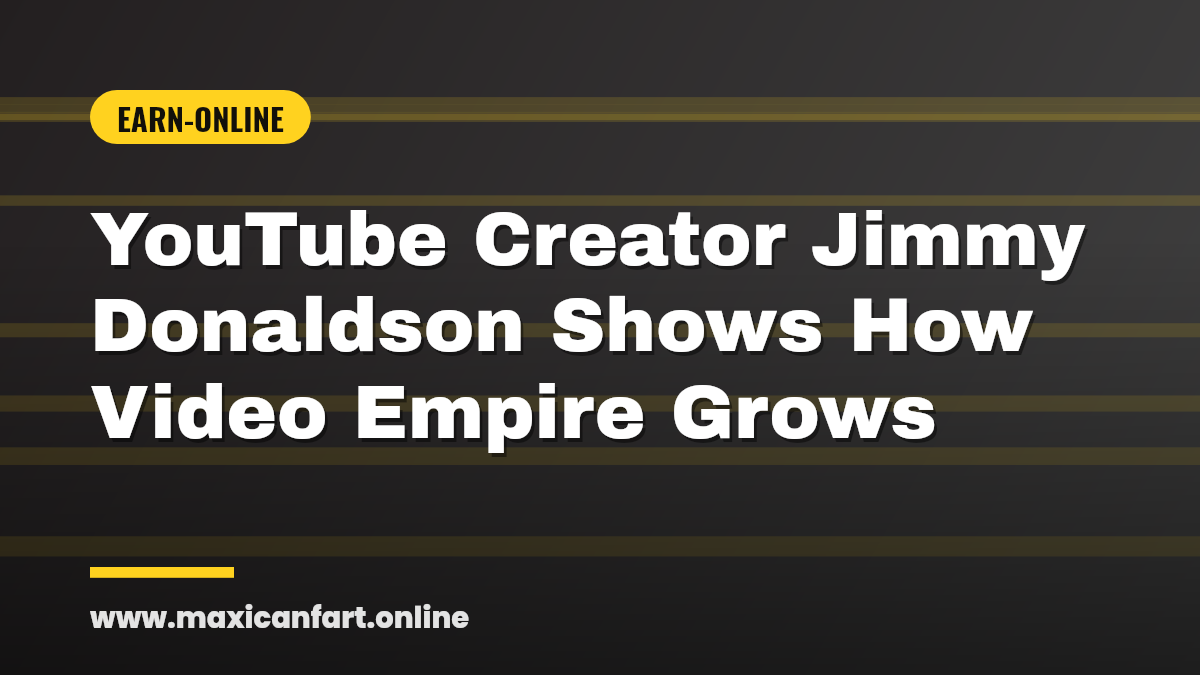 EARN-ONLINE
YouTube Creator Jimmy
Donaldson Shows How
Video Empire Grows
www.maxicanfart.online